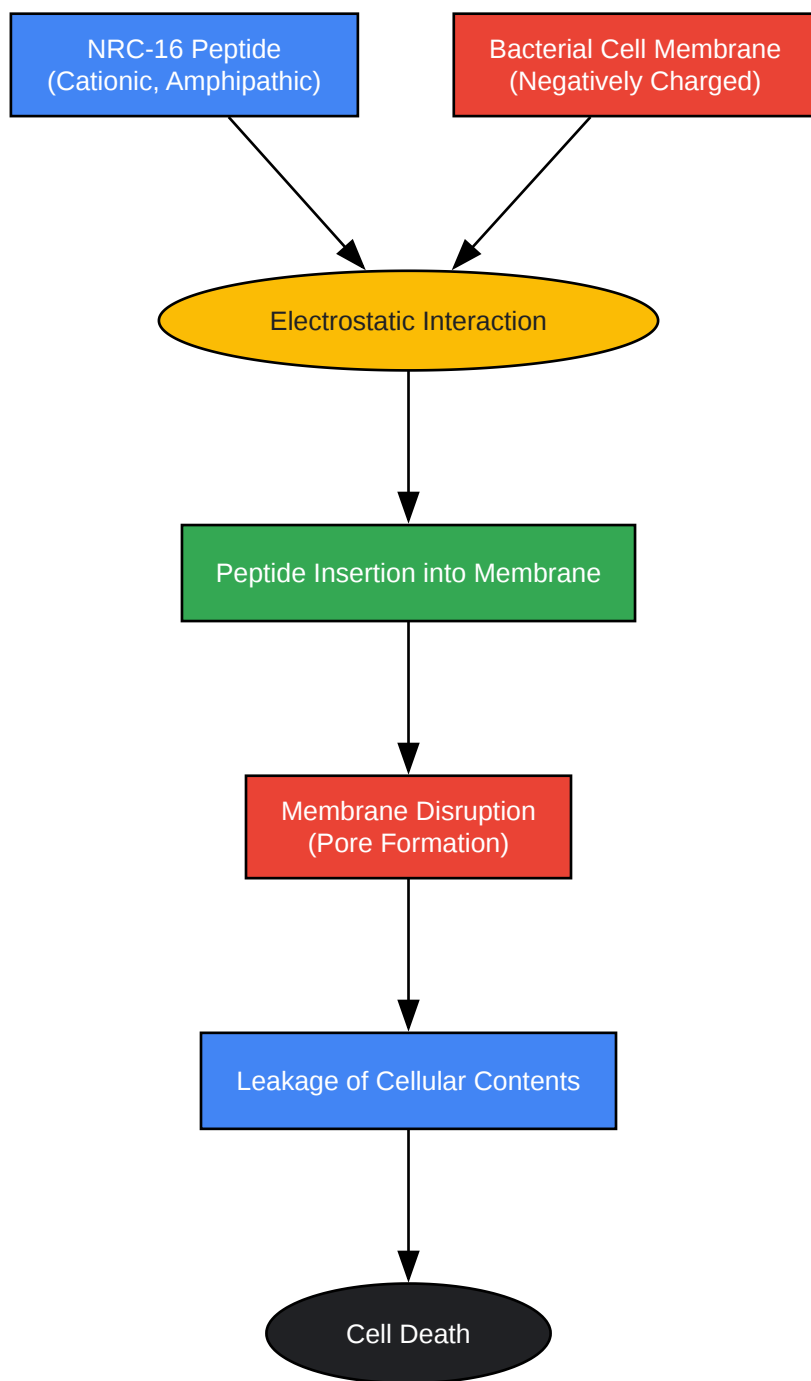 NRC-16 Peptide
(Cationic, Amphipathic)
Bacterial Cell Membrane
(Negatively Charged)
Electrostatic Interaction
Peptide Insertion into Membrane
Membrane Disruption
(Pore Formation)
Leakage of Cellular Contents
Cell Death